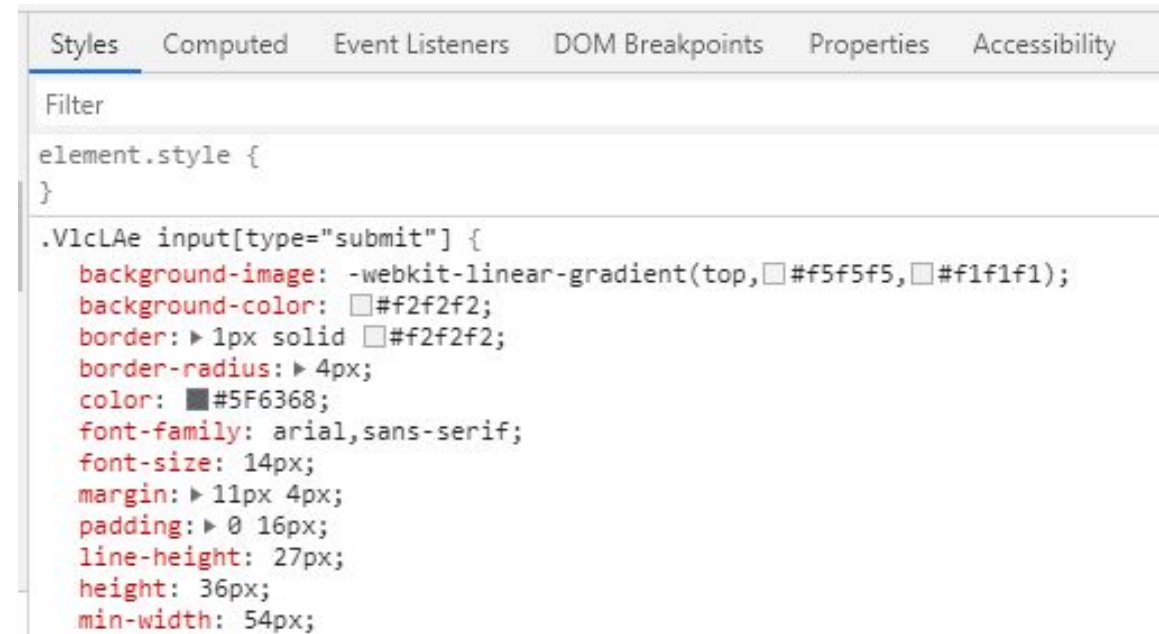 Styles Computed Event Listeners DOM Breakpoints Properties Accessibility
Filter
element.style {
}
.VlcLAe input[type="submit"] {
background-image: -webkit-linear-gradient(top,#f5f5f5,#f1f1f1);
background-color: #f2f2f2;
border: 1px solid #f2f2f2;
border-radius: 4px;
color: #5F6368;
font-family: arial,sans-serif;
font-size: 14px;
margin: 11px 4px;
padding: 0 16px;
line-height: 27px;
height: 36px;
min-width: 54px;